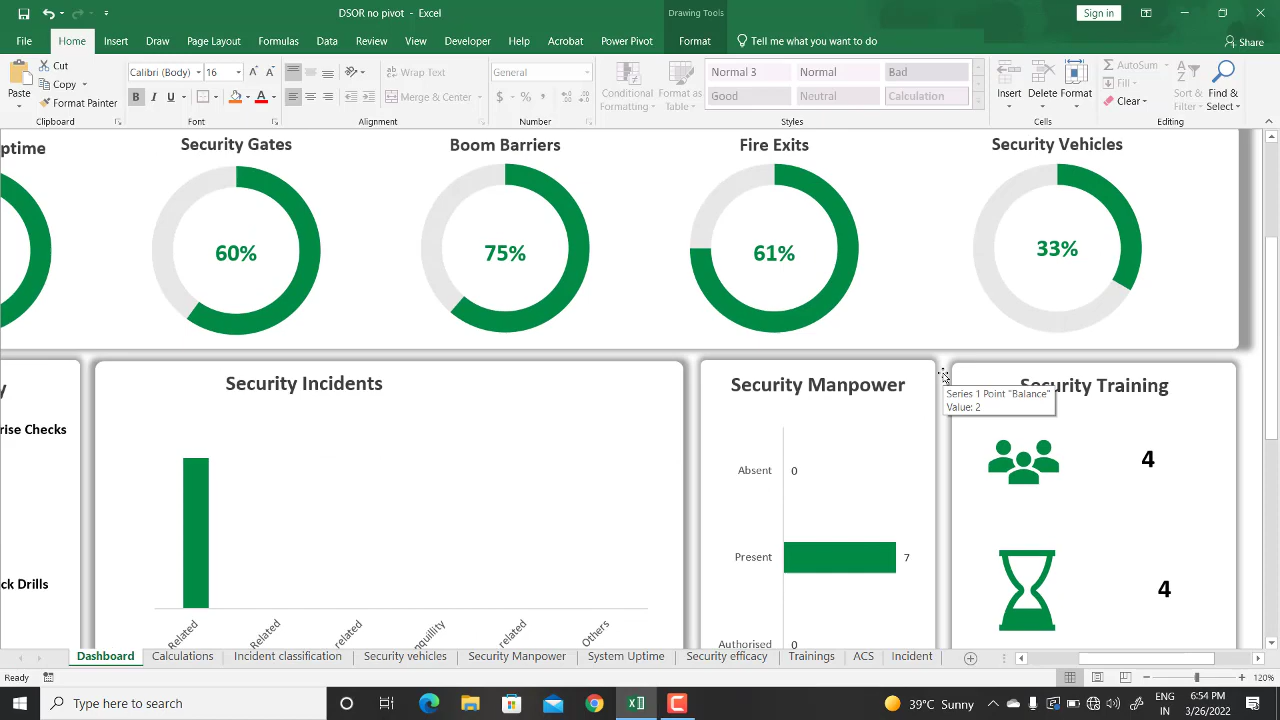 DSOR no pivot - Excel
Drawing Tools
Sign in
File Home Insert Draw Page Layout Formulas Data Review View Developer Help Acrobat Power Pivot Format Tell me what you want to do Share
Paste
Cut
Copy
Format Painter
Clipboard
Calibri (Body) 16
B I U
Font
Wrap Text
Merge & Center
Alignment
General
$ % ,
Number
Conditional Formatting
Format as Table
Normal 3 Normal Bad
Good Neutral Calculation
Styles
Insert Delete Format
Cells
AutoSum
Fill
Clear
Sort & Filter
Find & Select
Editing
ptime
Security Gates
Boom Barriers
Fire Exits
Security Vehicles
60%
75%
61%
33%
y
rise Checks
ck Drills
Security Incidents
Related
Related
related
nquillity
related
Others
Security Manpower
Absent 0
Present 7
Authorised 0
Security Training
Series 1 Point "Balance"
Value: 2
4
4
Dashboard Calculations Incident classification Security vehicles Security Manpower System Uptime Security efficacy Trainings ACS Incident
Ready
120%
Type here to search
39°C Sunny
ENG
IN
6:54 PM
3/26/2022